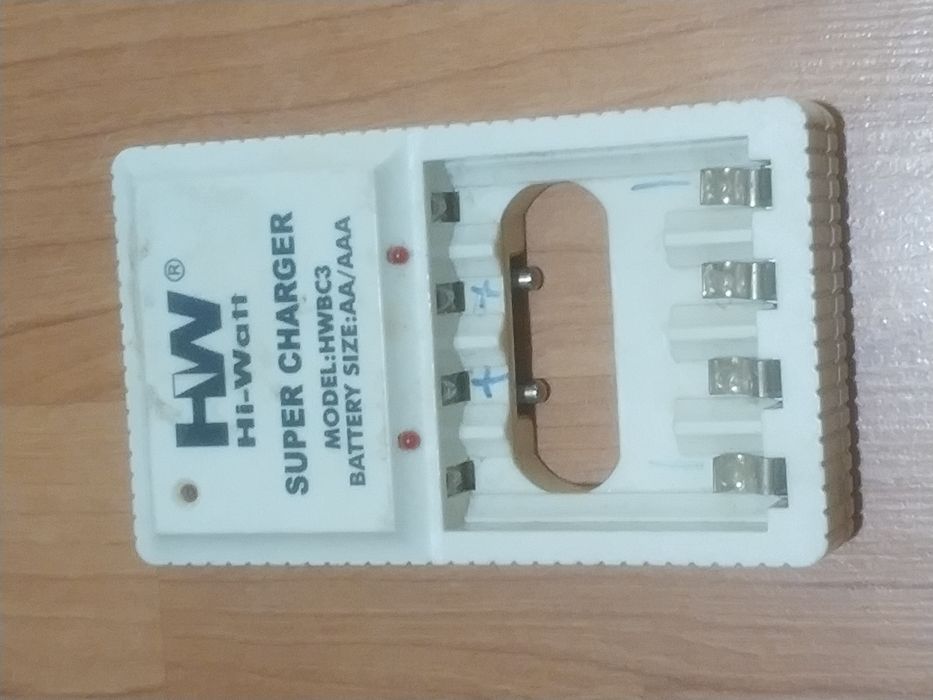 HW®
Hi-Watt
SUPER CHARGER
MODEL:HWBC3
BATTERY SIZE:AA/AAA
+ +
- -